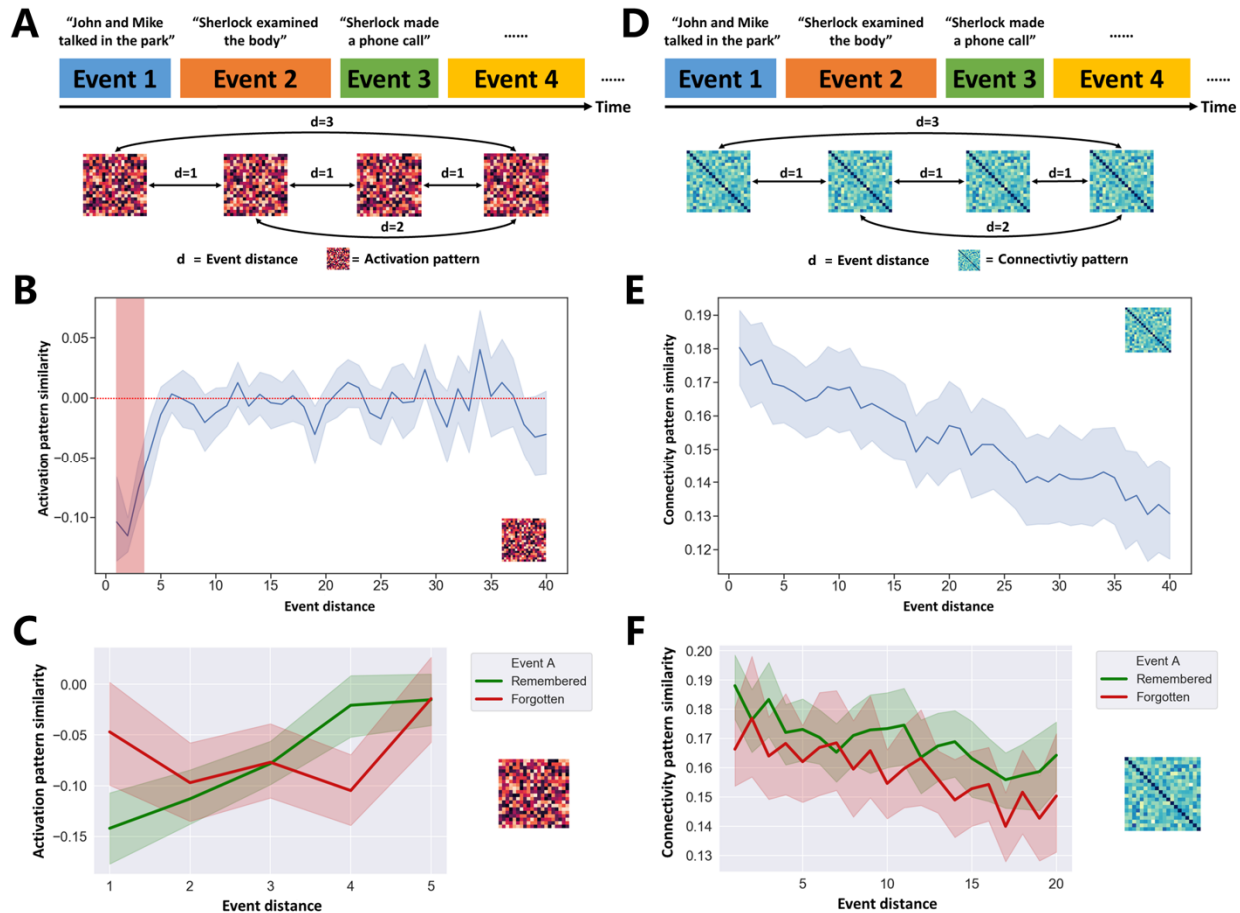 A
"John and Mike
talked in the park"
"Sherlock examined
the body"
"Sherlock made
a phone call"
......
Event 1
Event 2
Event 3
Event 4
......
Time
d=3
d=1
d=1
d=1
d=2
d = Event distance
= Activation pattern
B
Activation pattern similarity
0.05
0.00
−0.05
−0.10
0
5
10
15
20
25
30
35
40
Event distance
C
Activation pattern similarity
0.00
−0.05
−0.10
−0.15
1
2
3
4
5
Event distance
Event A
Remembered
Forgotten
D
"John and Mike
talked in the park"
"Sherlock examined
the body"
"Sherlock made
a phone call"
......
Event 1
Event 2
Event 3
Event 4
......
Time
d=3
d=1
d=1
d=1
d=2
d = Event distance
= Connectivtiy pattern
E
Connectivity pattern similarity
0.19
0.18
0.17
0.16
0.15
0.14
0.13
0.12
0
5
10
15
20
25
30
35
40
Event distance
F
Connectivity pattern similarity
0.20
0.19
0.18
0.17
0.16
0.15
0.14
0.13
5
10
15
20
Event distance
Event A
Remembered
Forgotten